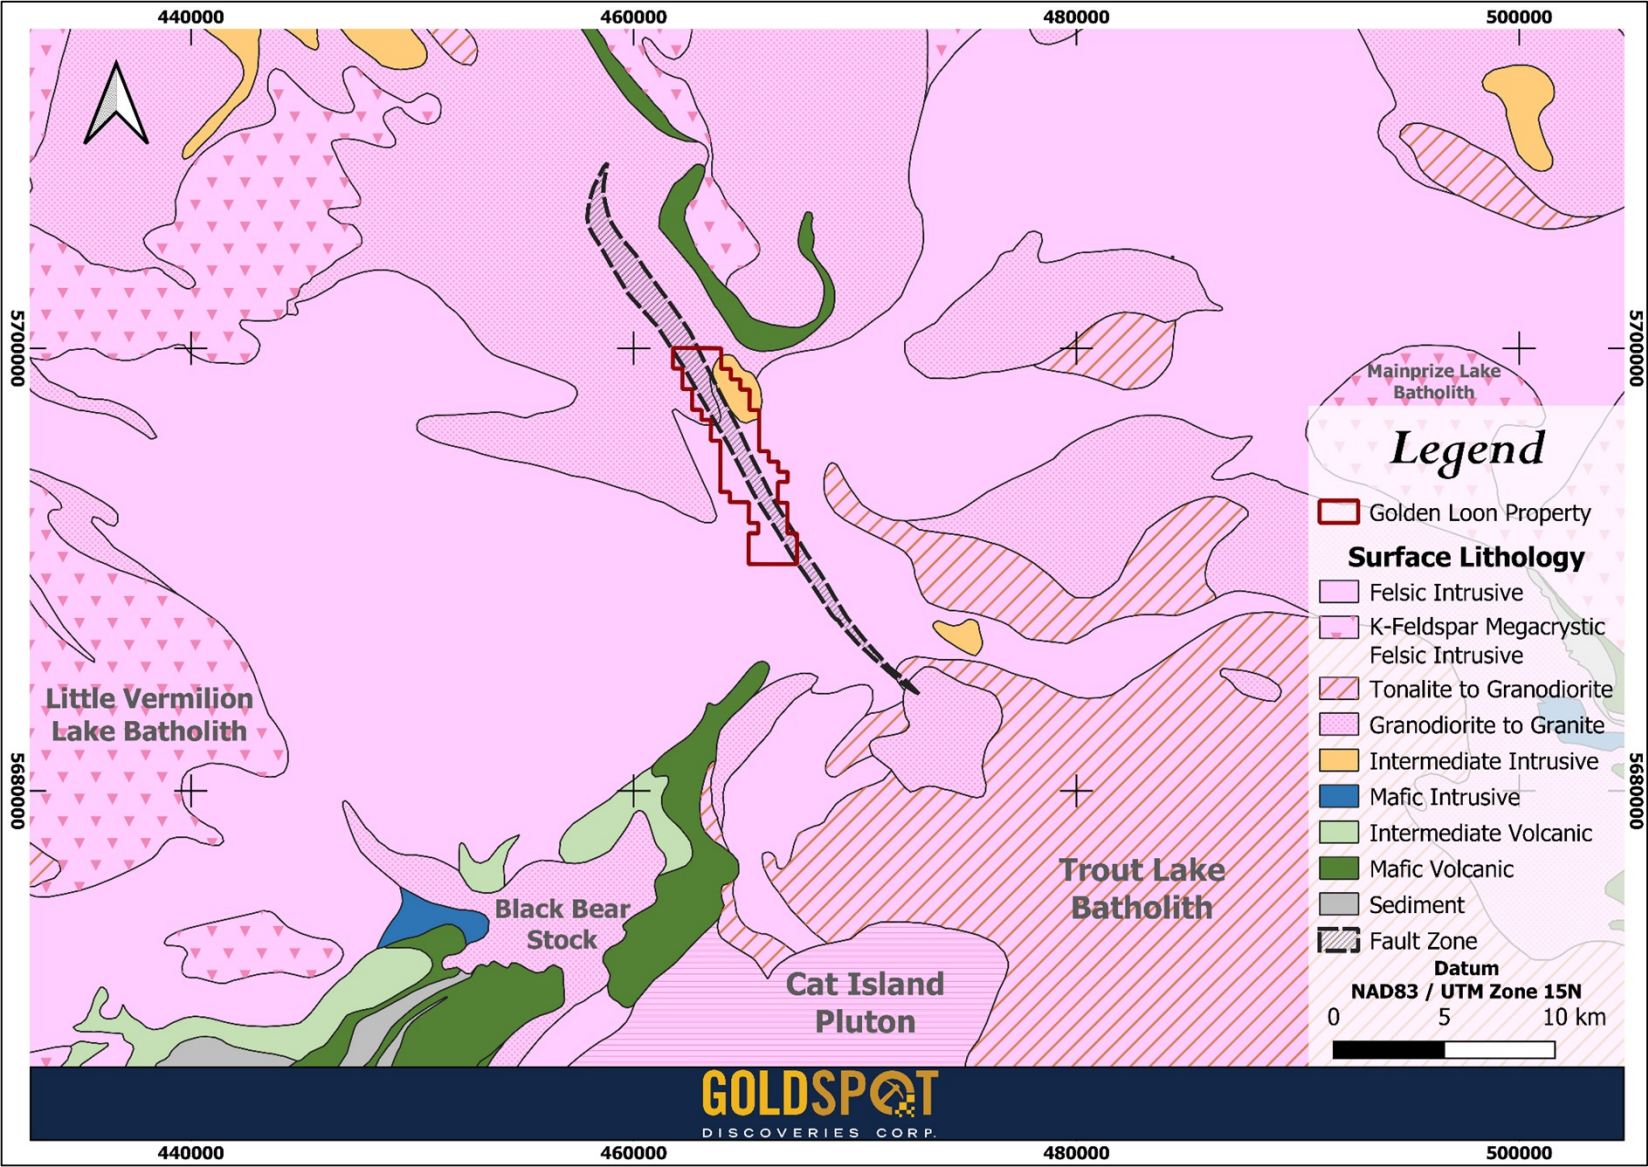 440000
460000
480000
500000
5700000
5700000
Mainprize Lake
Batholith
Legend
Golden Loon Property
Surface Lithology
Felsic Intrusive
K-Feldspar Megacrystic
Felsic Intrusive
Tonalite to Granodiorite
Granodiorite to Granite
Intermediate Intrusive
Mafic Intrusive
Intermediate Volcanic
Mafic Volcanic
Sediment
Fault Zone
Datum
NAD83 / UTM Zone 15N
0 5 10 km
Little Vermilion
Lake Batholith
5680000
5680000
Trout Lake
Batholith
Black Bear
Stock
Cat Island
Pluton
GOLDSPOT
DISCOVERIES CORP.
440000
460000
480000
500000